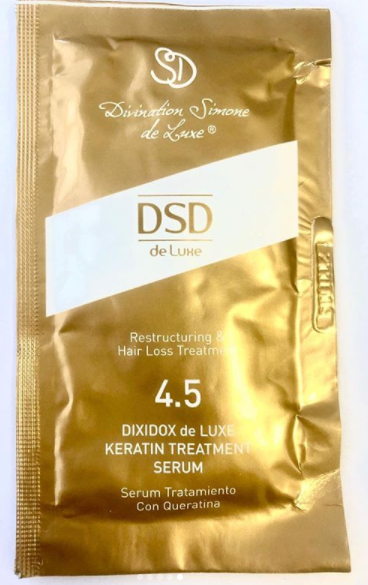 SD
Divination Simone
de Luxe®
DSD
de Luxe
Restructuring &
Hair Loss Treatment
4.5
DIXIDOX de LUXE
KERATIN TREATMENT
SERUM
Serum Tratamiento
Con Queratina